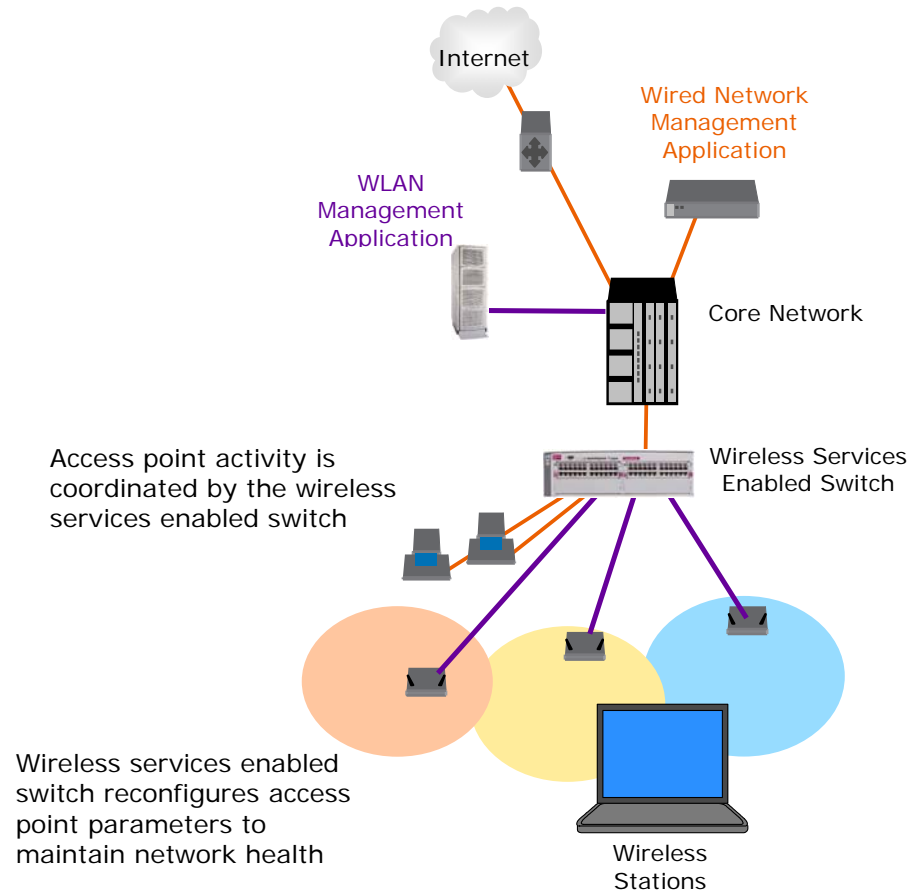 Internet
Wired Network
Management
Application
WLAN
Management
Application
Core Network
Wireless Services
Enabled Switch
Access point activity is
coordinated by the wireless
services enabled switch
Wireless services enabled
switch reconfigures access
point parameters to
maintain network health
Wireless
Stations